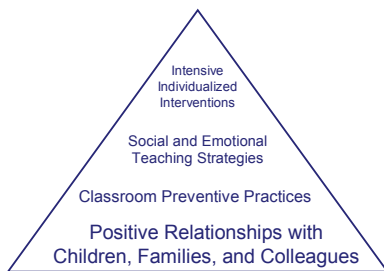 Intensive
Individualized
Interventions
Social and Emotional
Teaching Strategies
Classroom Preventive Practices
Positive Relationships with
Children, Families, and Colleagues